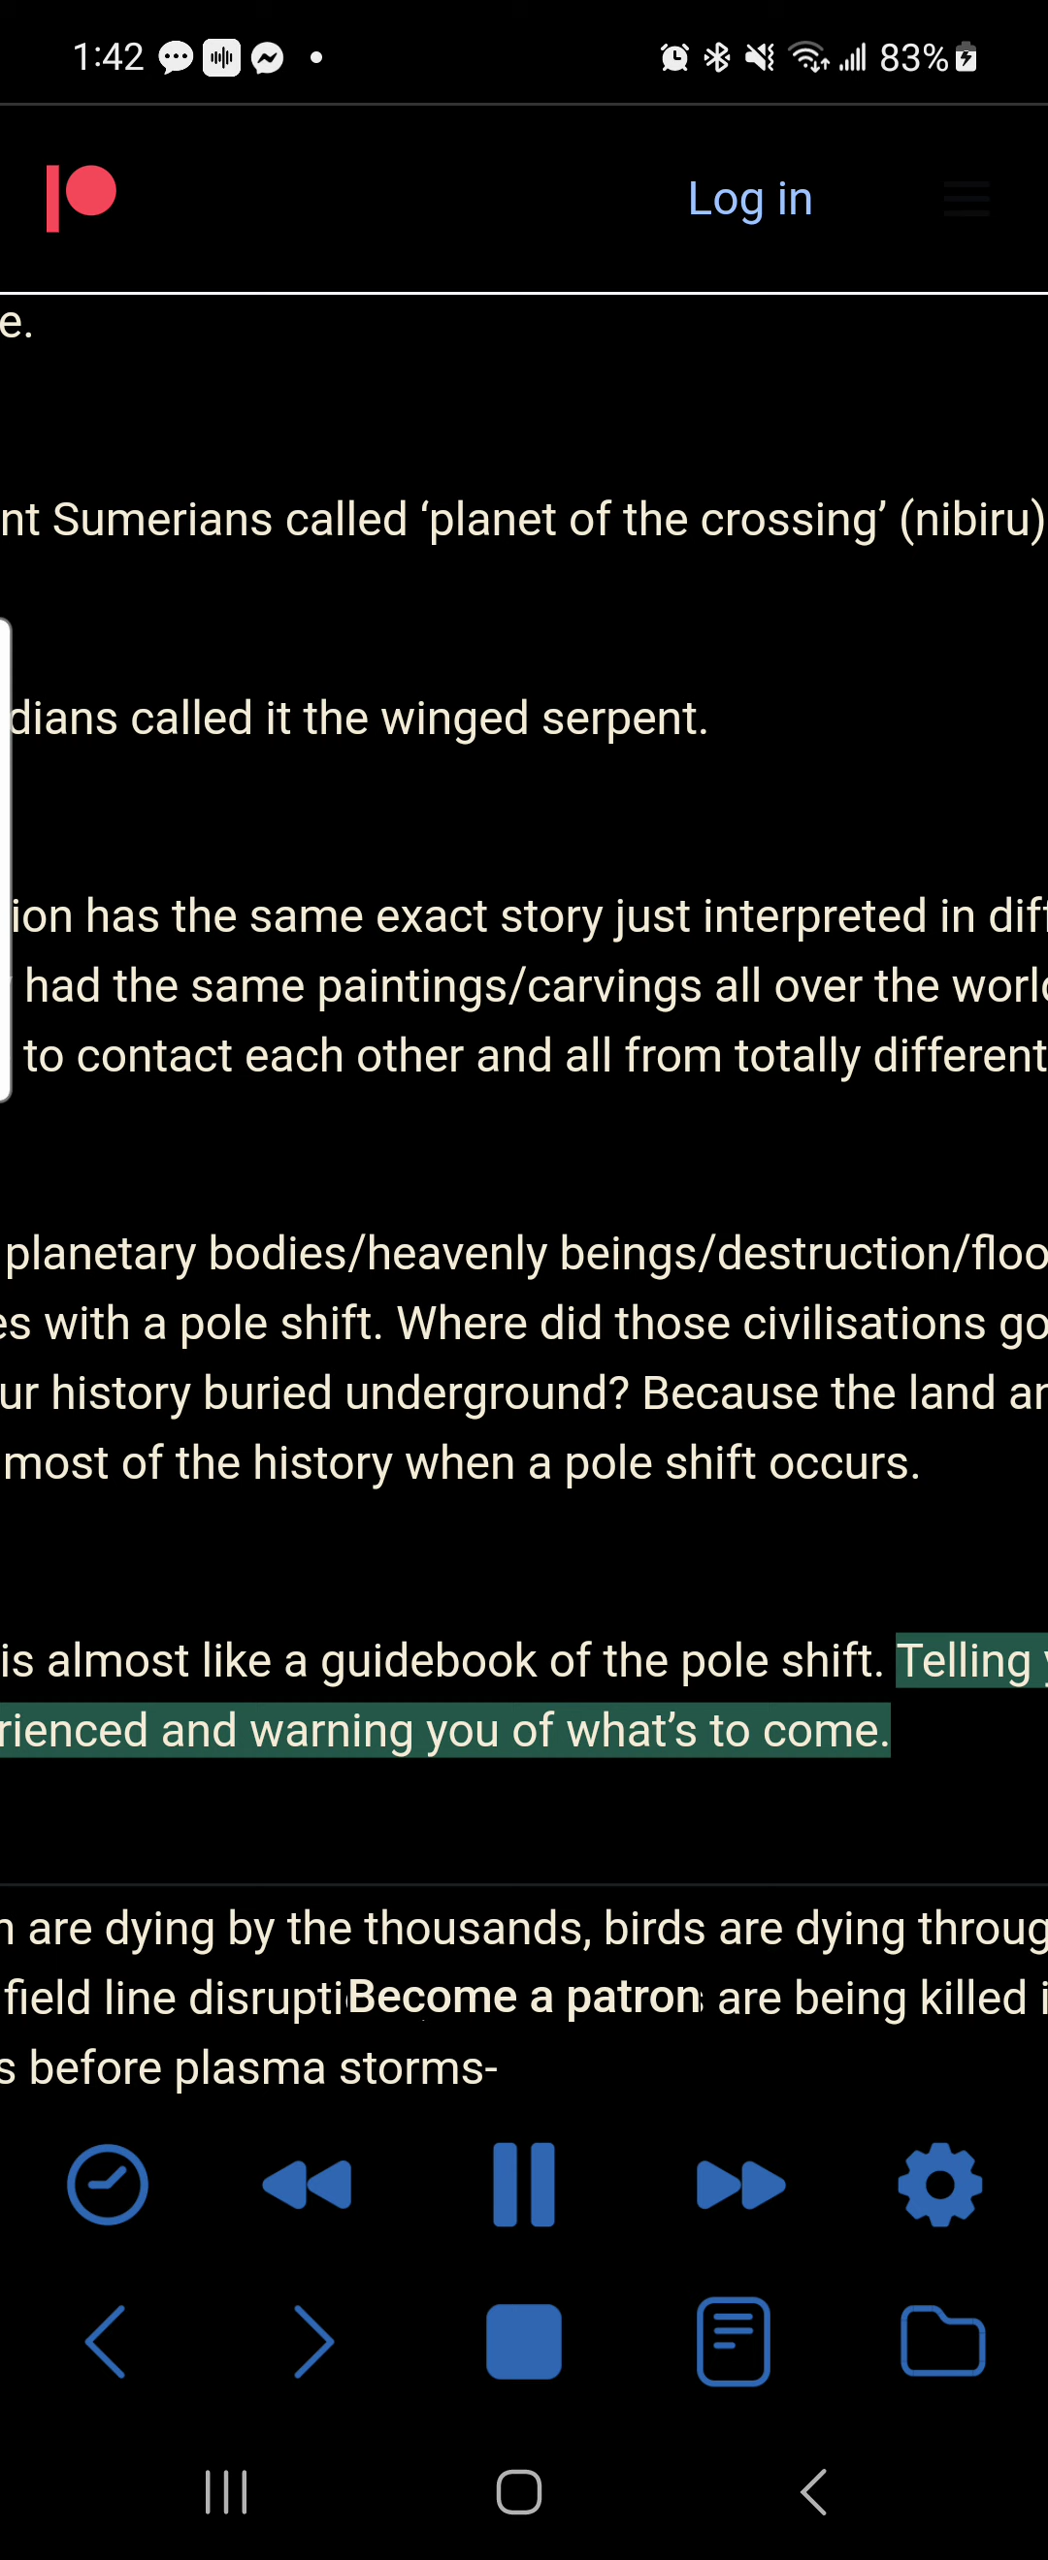 1:42
83%
Log in
e.
nt Sumerians called ‘planet of the crossing’ (nibiru)
dians called it the winged serpent.
ion has the same exact story just interpreted in diff
had the same paintings/carvings all over the world
to contact each other and all from totally different
planetary bodies/heavenly beings/destruction/floo
es with a pole shift. Where did those civilisations go
ur history buried underground? Because the land an
most of the history when a pole shift occurs.
is almost like a guidebook of the pole shift. Telling y
rienced and warning you of what’s to come.
n are dying by the thousands, birds are dying throug
field line disrupti Become a patron are being killed i
s before plasma storms-